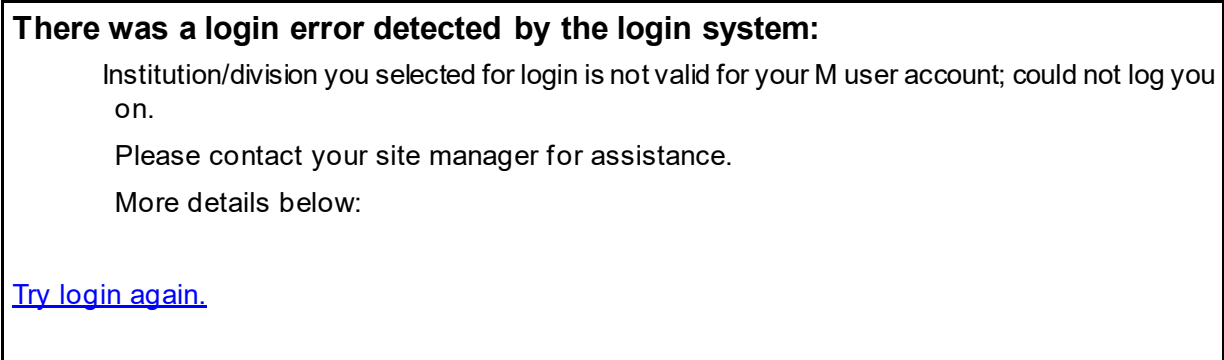 There was a login error detected by the login system:
Institution/division you selected for login is not valid for your M user account; could not log you
on.
Please contact your site manager for assistance.
More details below:
Try login again.